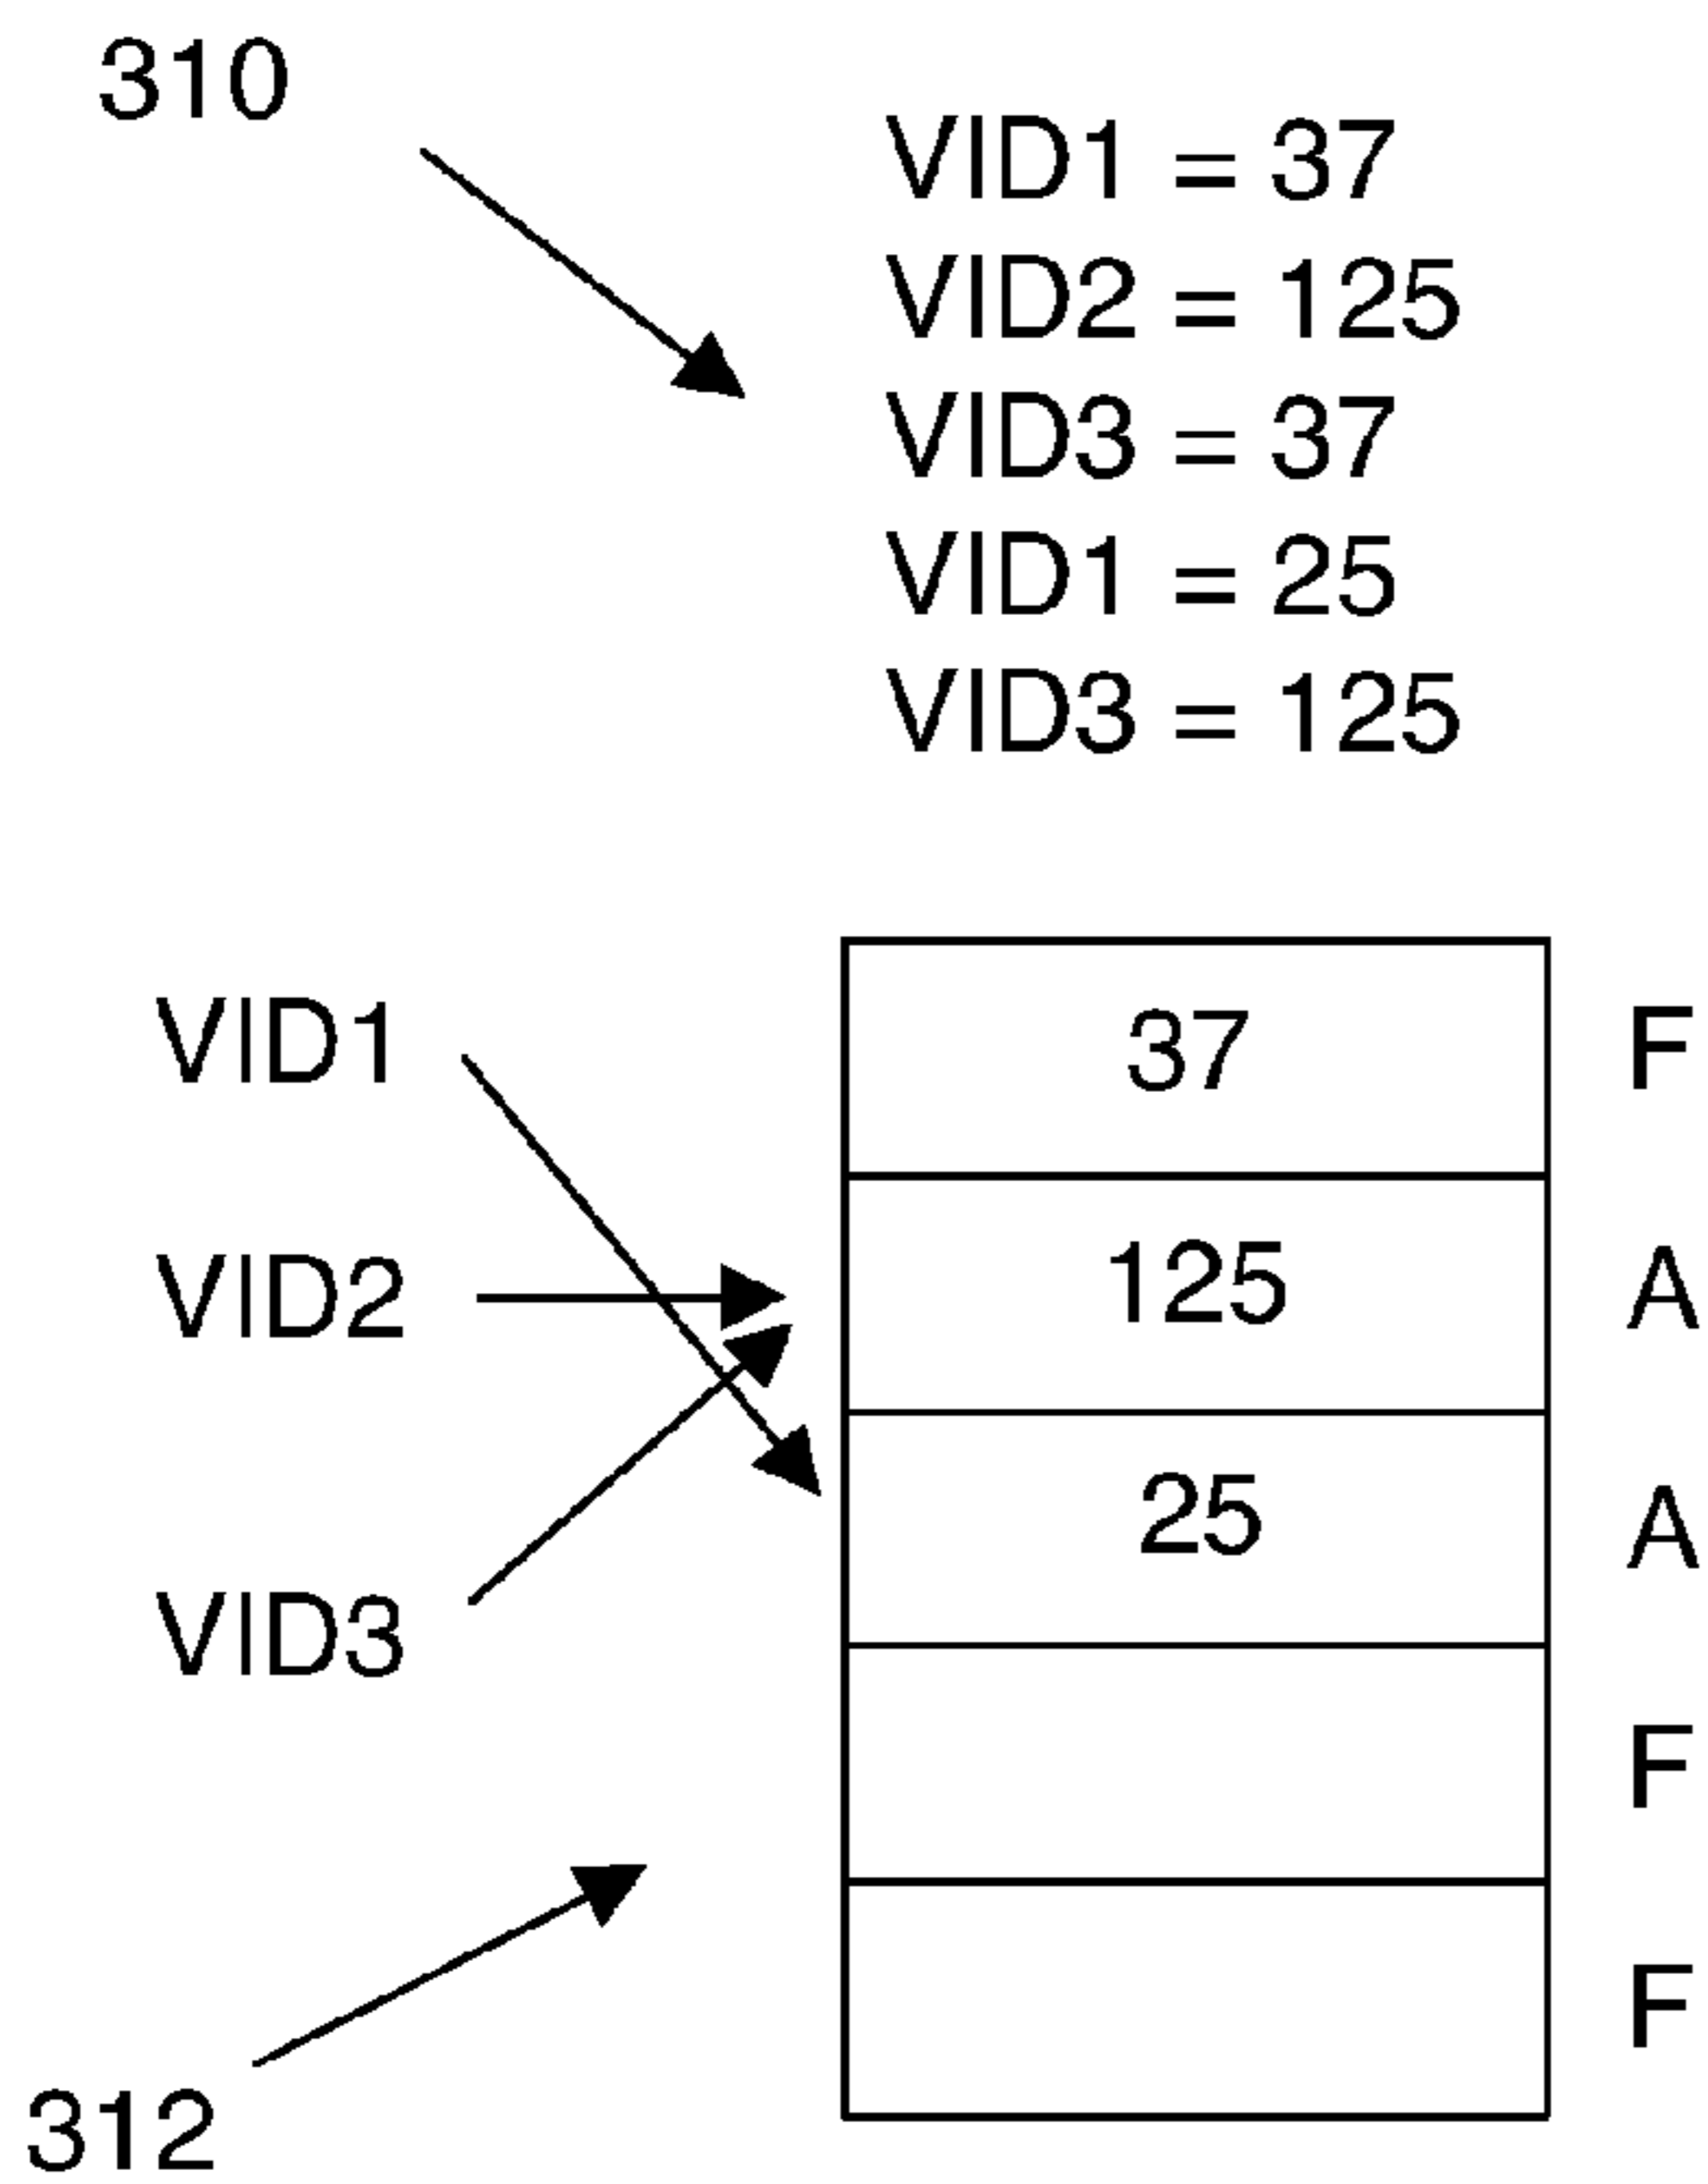 310
VID1 = 37
VID2 = 125
VID3 = 37
VID1 = 25
VID3 = 125
VID1 37 F
VID2 125 A
25 A
VID3
F
F
312